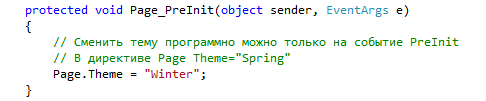 protected void Page_PreInit(object sender, EventArgs e)
{
// Сменить тему программно можно только на событие PreInit
// В директиве Page Theme="Spring"
Page.Theme = "Winter";
}